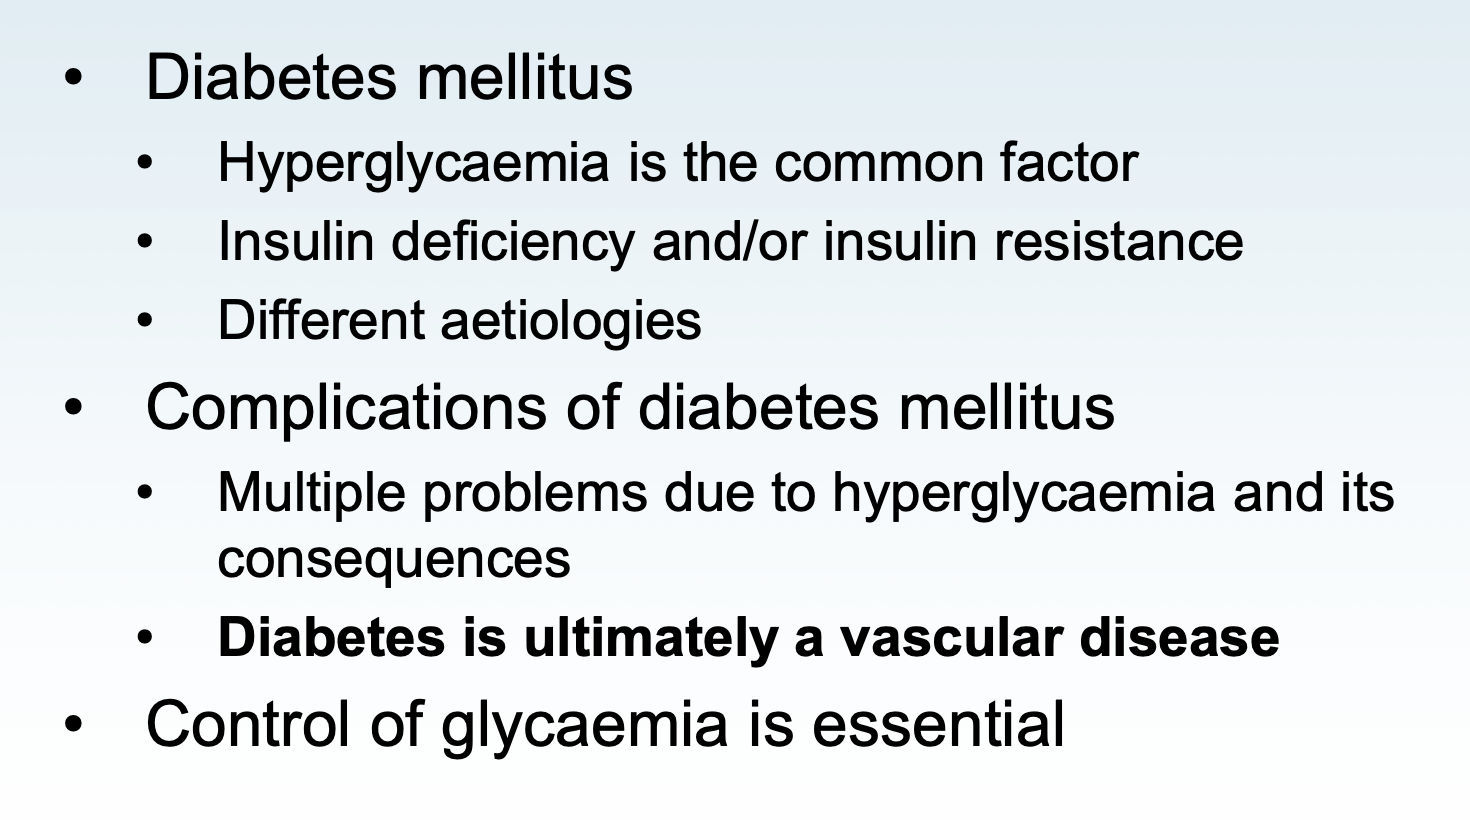 • Diabetes mellitus
• Hyperglycaemia is the common factor
• Insulin deficiency and/or insulin resistance
• Different aetiologies
• Complications of diabetes mellitus
• Multiple problems due to hyperglycaemia and its
consequences
• Diabetes is ultimately a vascular disease
• Control of glycaemia is essential